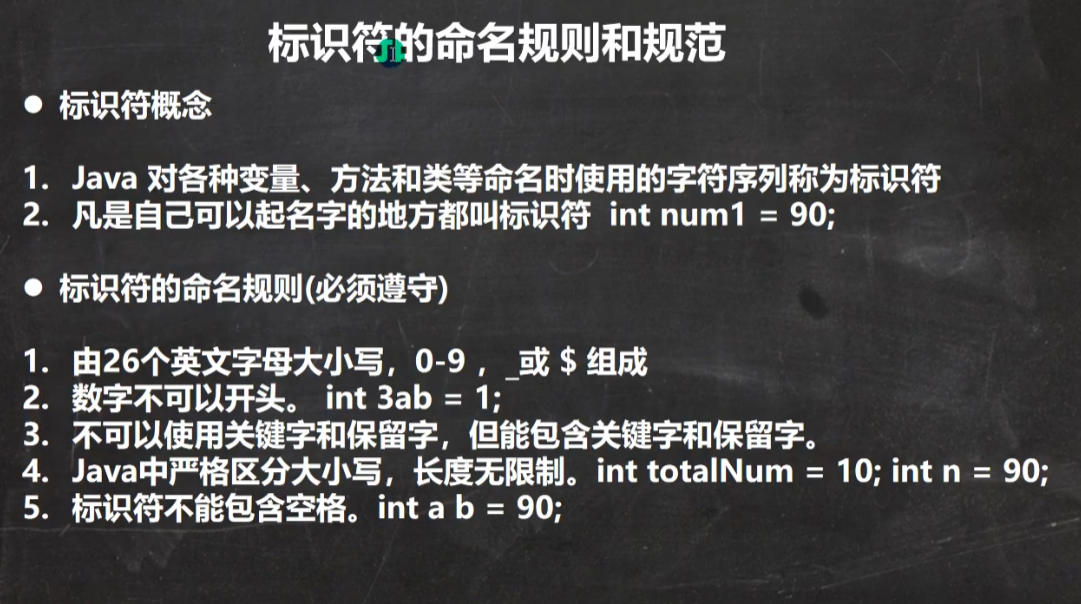 标识符的命名规则和规范
● 标识符概念
1. Java 对各种变量、方法和类等命名时使用的字符序列称为标识符
2. 凡是自己可以起名字的地方都叫标识符 int num1 = 90;
● 标识符的命名规则(必须遵守)
1. 由26个英文字母大小写，0-9 ，_或 $ 组成
2. 数字不可以开头。 int 3ab = 1;
3. 不可以使用关键字和保留字，但能包含关键字和保留字。
4. Java中严格区分大小写，长度无限制。int totalNum = 10; int n = 90;
5. 标识符不能包含空格。int a b = 90;